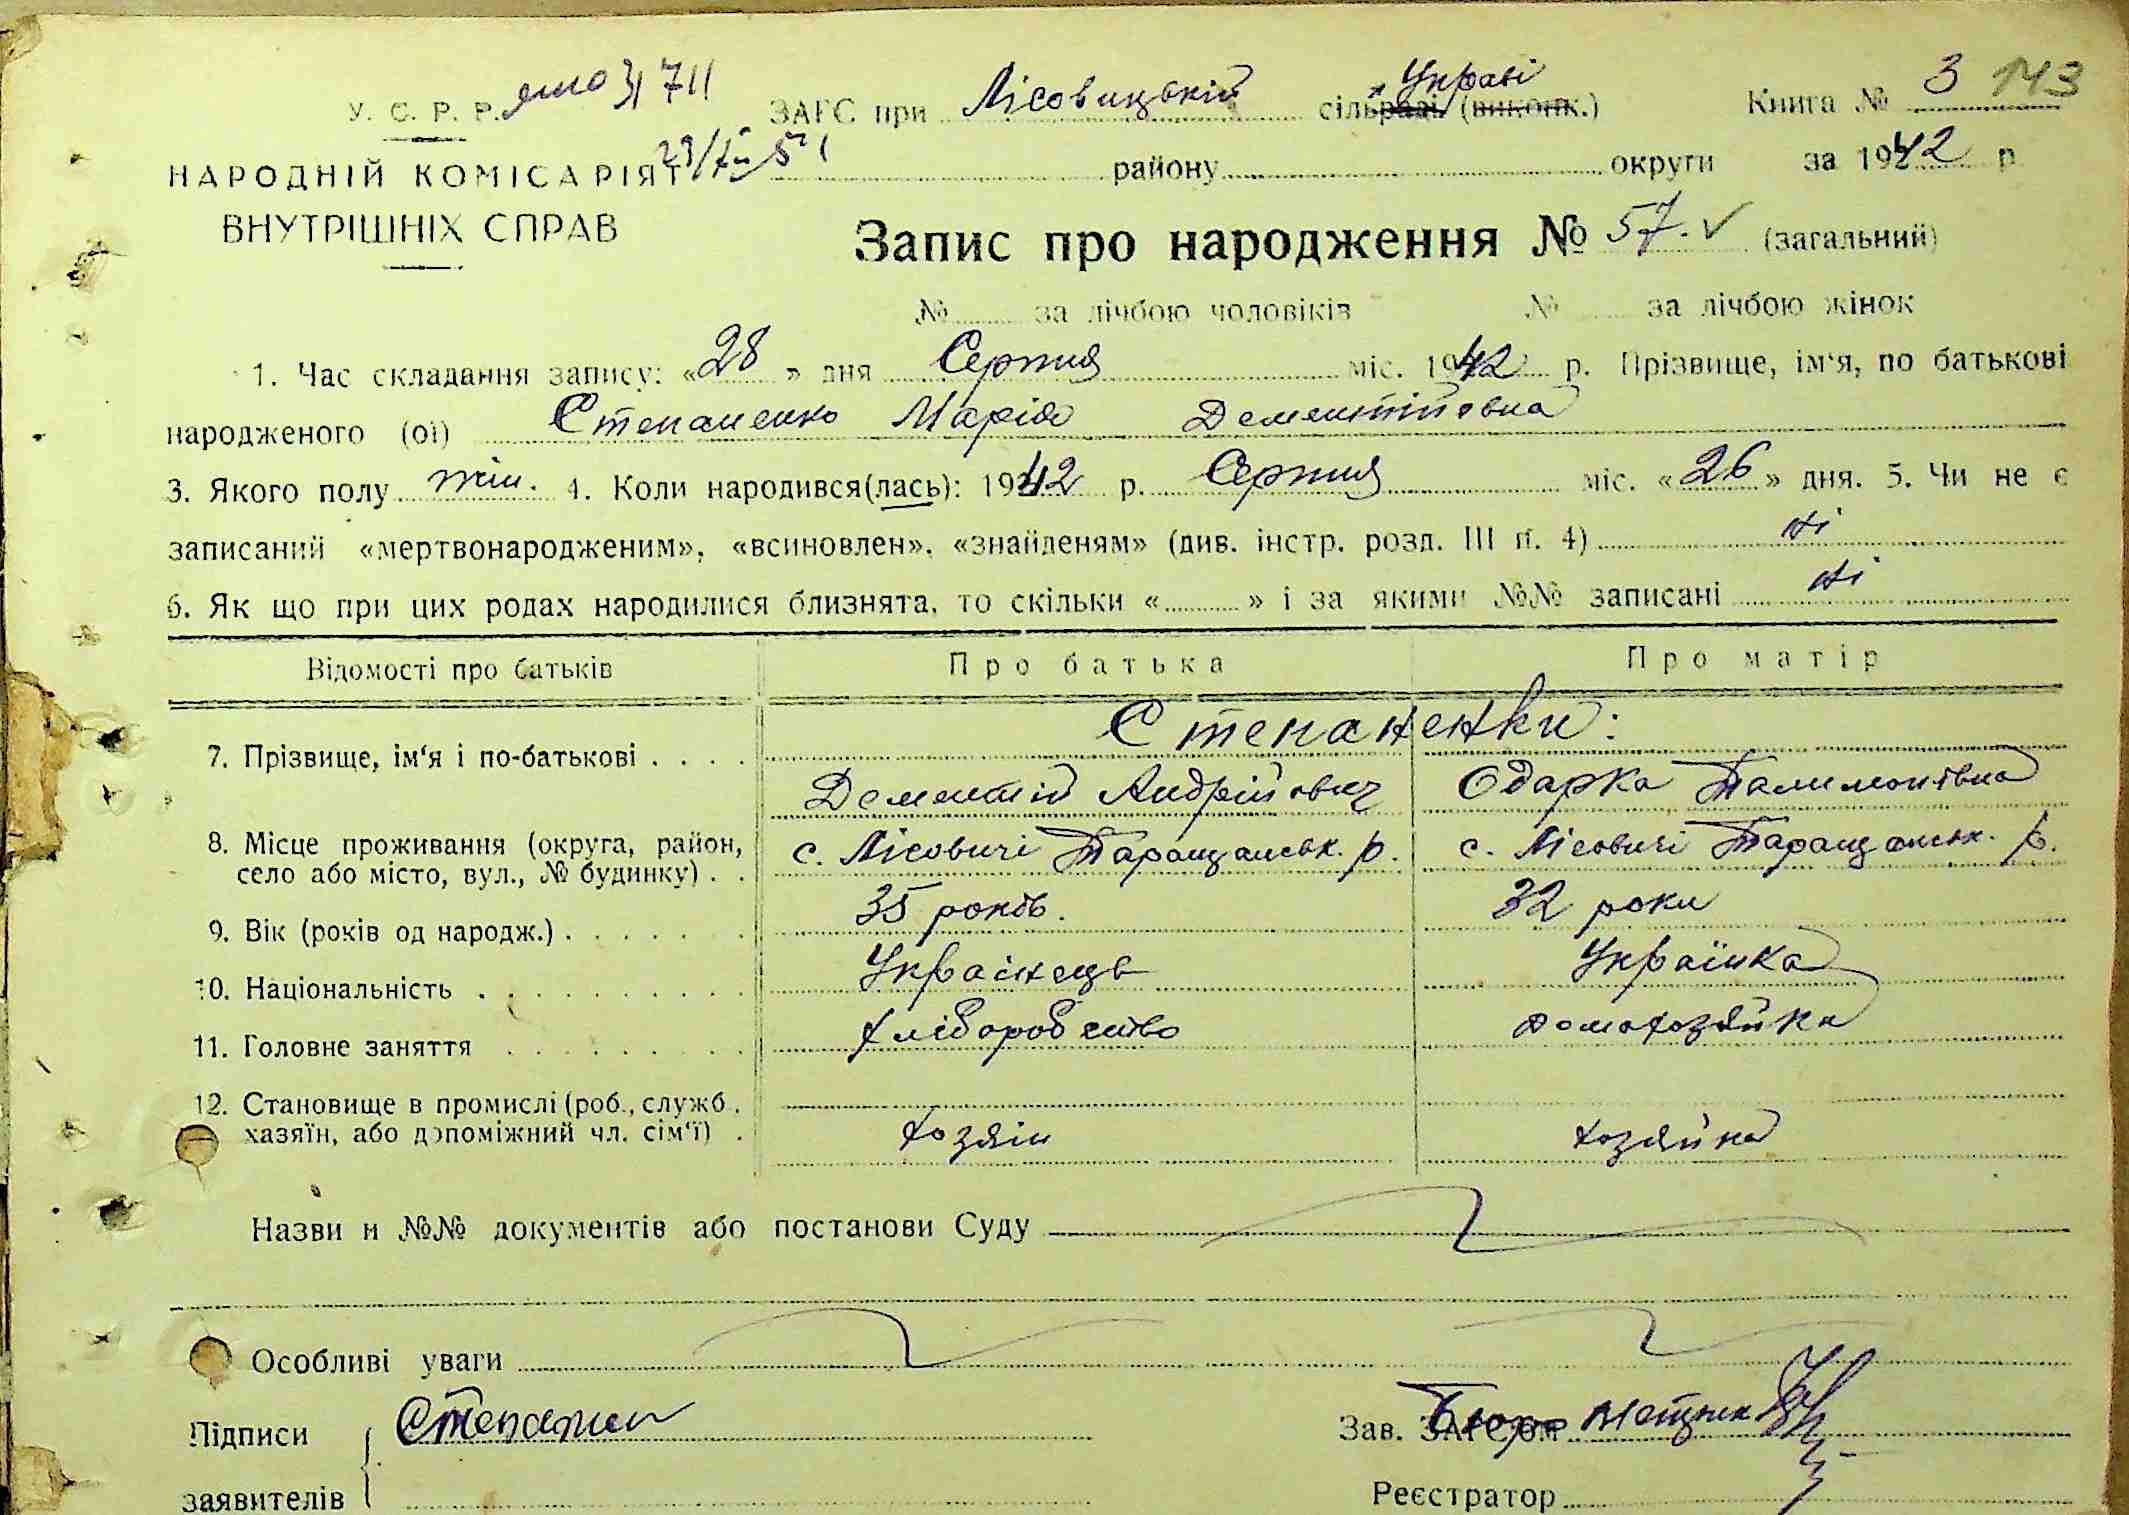 У. С. Р. Р. ЗАГС при Лісовицькій сільраді Управі (виконк.) Книга № 3 143
НАРОДНІЙ КОМІСАРІЯТ району округи за 1942 р.
ВНУТРІШНІХ СПРАВ
Запис про народження № 57. (загальний)
№ за лічбою чоловіків № за лічбою жінок
1. Час складання запису: «28» дня Серпня міс. 1942 р. Прізвище, ім'я, по батькові
народженого (ої) Степаненко Марія Дементіївна
3. Якого полу жін. 4. Коли народився(лась): 1942 р. Серпня міс. «26» дня. 5. Чи не є
записаний «мертвонародженим», «всиновлен», «знайденям» (див. інстр. розд. III п. 4) ні
6. Як що при цих родах народилися близнята, то скільки « » і за якими №№ записані ні
Відомості про батьків Про батька Про матір
Степаненки:
7. Прізвище, ім'я і по-батькові
Дементій Андрійович Одарка Палимонівна
8. Місце проживання (округа, район, с. Лісовичі Таращанськ. р. с. Лісовичі Таращанськ. р.
село або місто, вул., № будинку)
9. Вік (років од народж.) 35 років. 32 роки
10. Національність Українець Українка
11. Головне заняття хліборобство домохозяйка
12. Становище в промислі (роб., служб.
хазяїн, або допоміжний чл. сім'ї) хозяін хозяйка
Назви и №№ документів або постанови Суду
Особливі уваги
Підписи Зав. ЗАГС'ом
заявителів Реєстратор